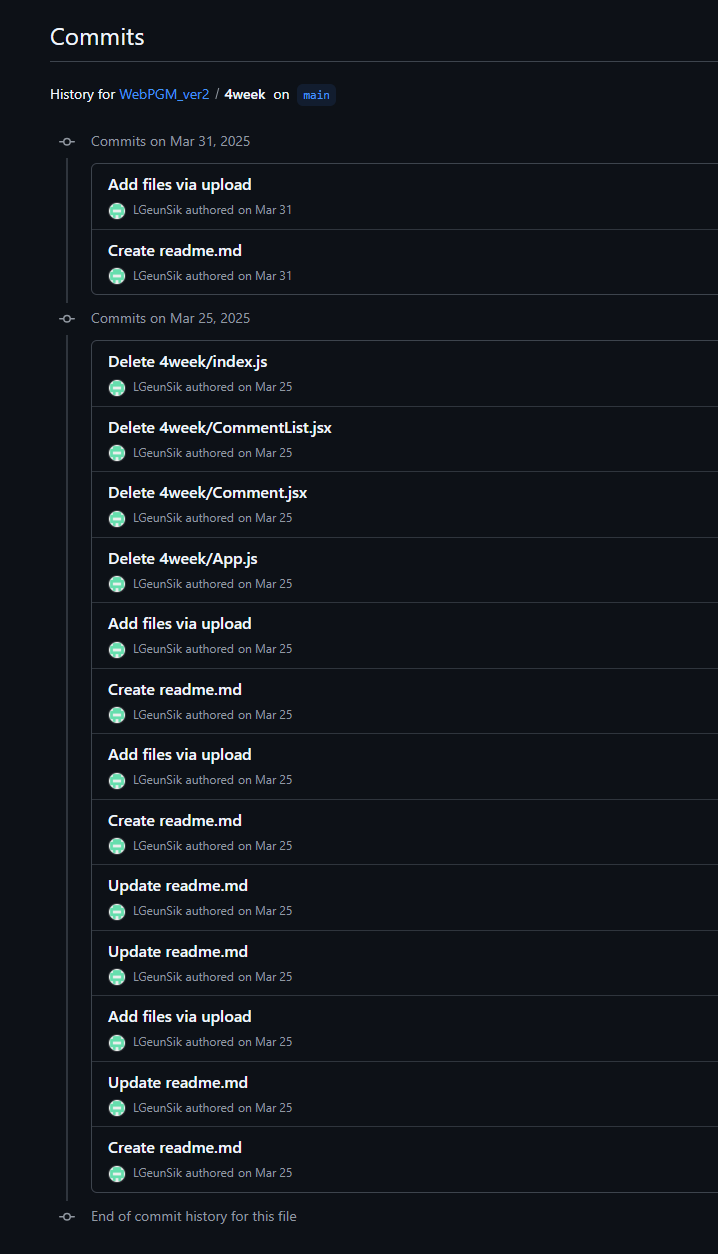 Commits
History for WebPGM_ver2 / 4week on main
Commits on Mar 31, 2025
Add files via upload
LGeunSik authored on Mar 31
Create readme.md
LGeunSik authored on Mar 31
Commits on Mar 25, 2025
Delete 4week/index.js
LGeunSik authored on Mar 25
Delete 4week/CommentList.jsx
LGeunSik authored on Mar 25
Delete 4week/Comment.jsx
LGeunSik authored on Mar 25
Delete 4week/App.js
LGeunSik authored on Mar 25
Add files via upload
LGeunSik authored on Mar 25
Create readme.md
LGeunSik authored on Mar 25
Add files via upload
LGeunSik authored on Mar 25
Create readme.md
LGeunSik authored on Mar 25
Update readme.md
LGeunSik authored on Mar 25
Update readme.md
LGeunSik authored on Mar 25
Add files via upload
LGeunSik authored on Mar 25
Update readme.md
LGeunSik authored on Mar 25
Create readme.md
LGeunSik authored on Mar 25
End of commit history for this file